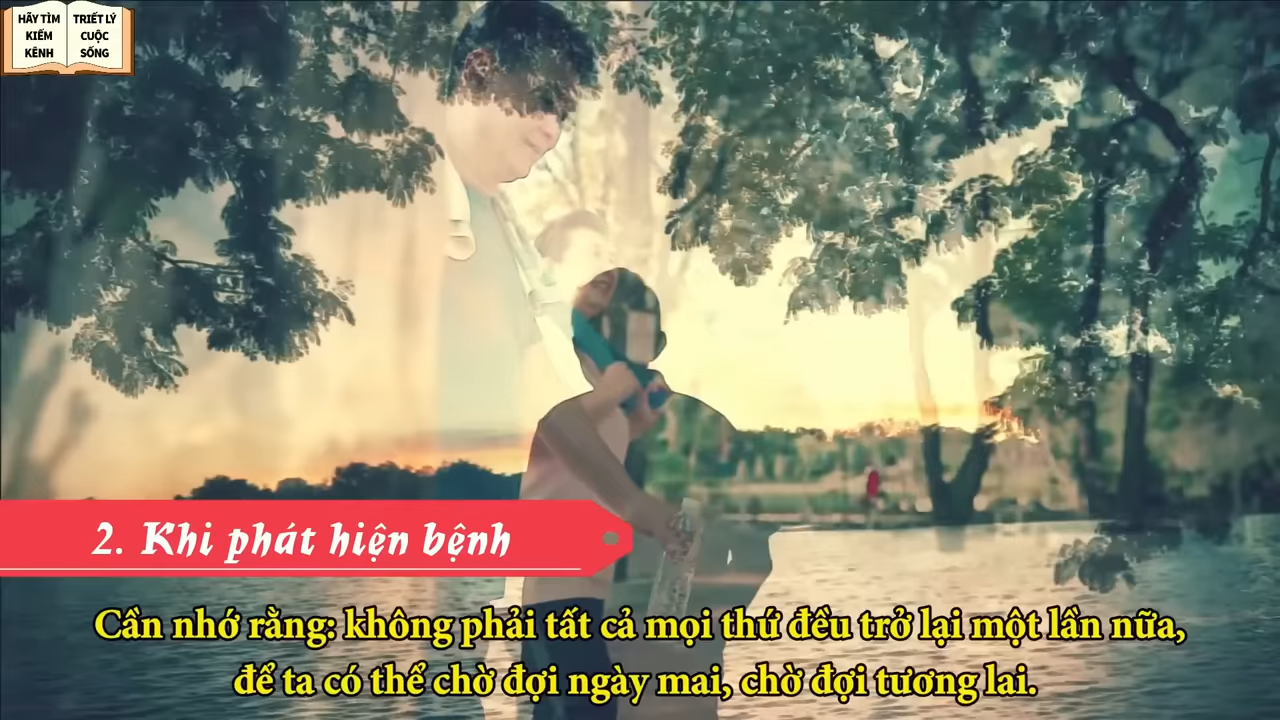 HÃY TÌM
KIẾM
KÊNH
TRIẾT LÝ
CUỘC
SỐNG
2. Khi phát hiện bệnh
Cần nhớ rằng: không phải tất cả mọi thứ đều trở lại một lần nữa,
để ta có thể chờ đợi ngày mai, chờ đợi tương lai.